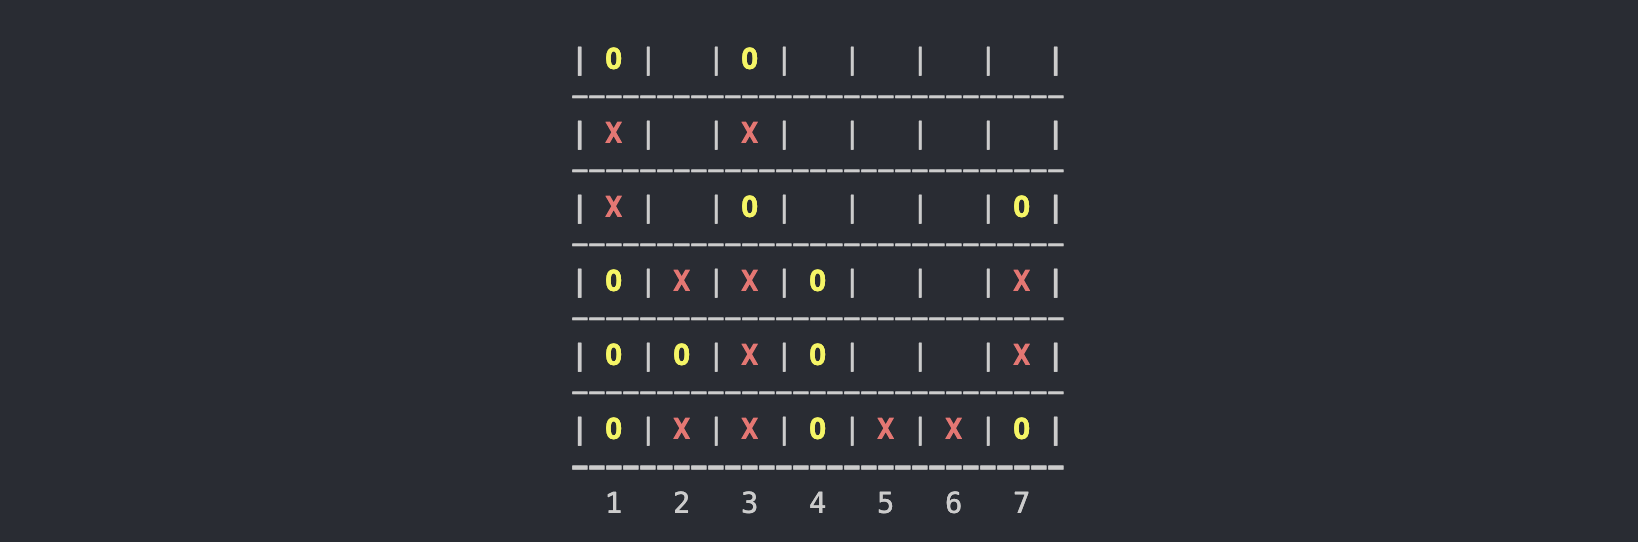 | O |   | O |   |   |   |   |
-----------------------------
| X |   | X |   |   |   |   |
-----------------------------
| X |   | O |   |   |   | O |
-----------------------------
| O | X | X | O |   |   | X |
-----------------------------
| O | O | X | O |   |   | X |
-----------------------------
| O | X | X | O | X | X | O |
-----------------------------
1 2 3 4 5 6 7